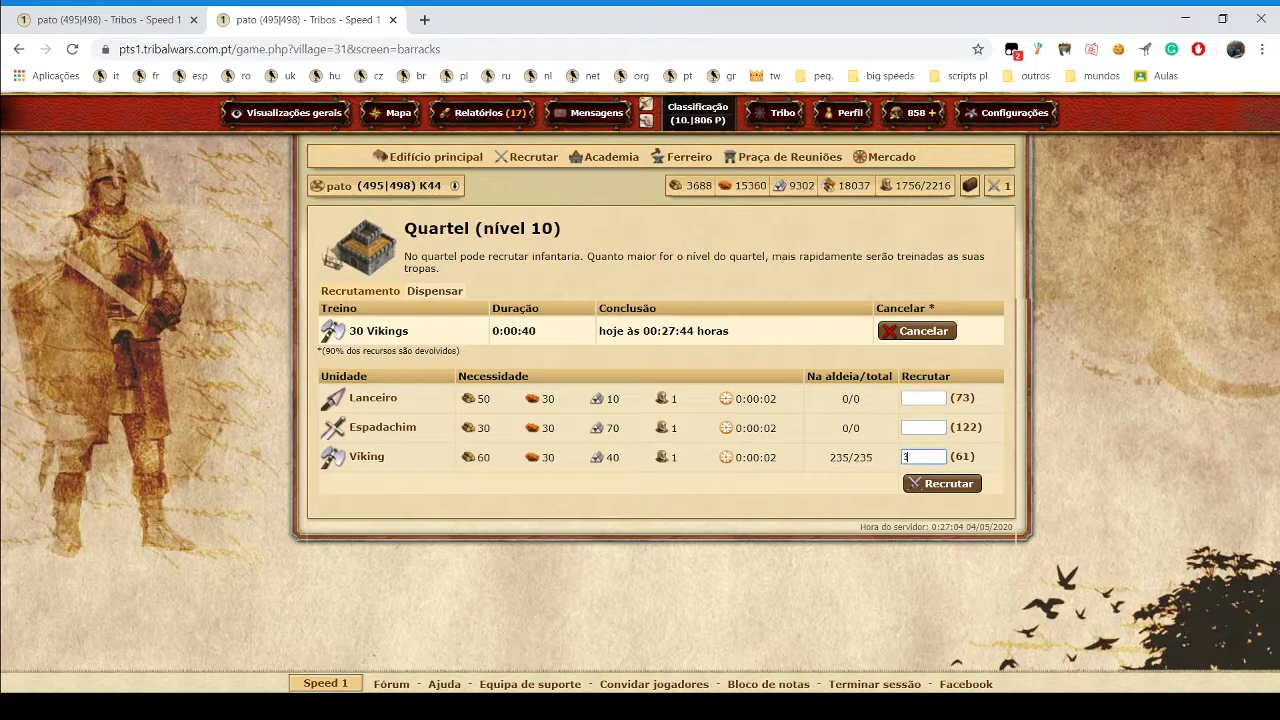 pato (495|498) - Tribos - Speed 1
pato (495|498) - Tribos - Speed 1
pts1.tribalwars.com.pt/game.php?village=31&screen=barracks
2
Aplicações it fr esp ro uk hu cz br pl ru nl net org pt gr tw peq. big speeds scripts pl outros mundos Aulas
Visualizações gerais Mapa Relatórios (17) Mensagens Classificação (10.|806 P) Tribo Perfil 858 + Configurações
Edifício principal Recrutar Academia Ferreiro Praça de Reuniões Mercado
pato (495|498) K44 3688 15360 9302 18037 1756/2216 1
Quartel (nível 10)
No quartel pode recrutar infantaria. Quanto maior for o nível do quartel, mais rapidamente serão treinadas as suas
tropas.
Recrutamento Dispensar
Treino Duração Conclusão Cancelar *
30 Vikings 0:00:40 hoje às 00:27:44 horas Cancelar
*(90% dos recursos são devolvidos)
Unidade Necessidade Na aldeia/total Recrutar
Lanceiro 50 30 10 1 0:00:02 0/0 (73)
Espadachim 30 30 70 1 0:00:02 0/0 (122)
Viking 60 30 40 1 0:00:02 235/235 3 (61)
Recrutar
Hora do servidor: 0:27:04 04/05/2020
Speed 1 Fórum - Ajuda - Equipa de suporte - Convidar jogadores - Bloco de notas - Terminar sessão - Facebook